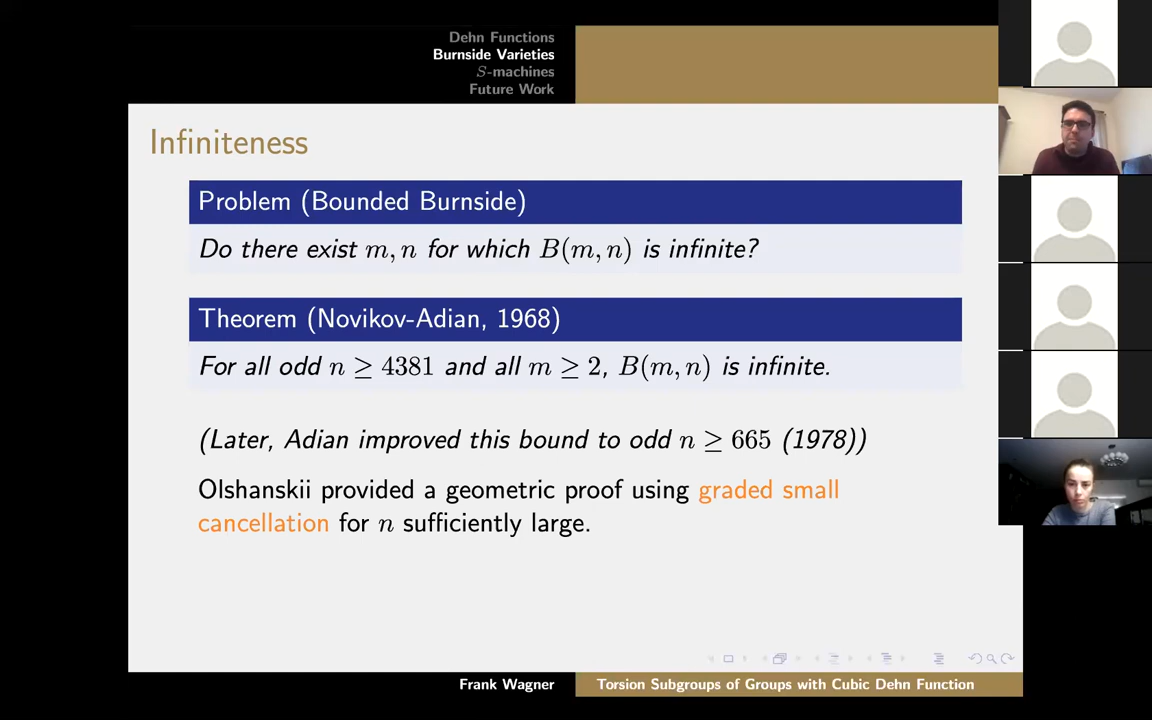 Dehn Functions
Burnside Varieties
S-machines
Future Work
Infiniteness
Problem (Bounded Burnside)
Do there exist m, n for which B(m, n) is infinite?
Theorem (Novikov-Adian, 1968)
For all odd n ≥ 4381 and all m ≥ 2, B(m, n) is infinite.
(Later, Adian improved this bound to odd n ≥ 665 (1978))
Olshanskii provided a geometric proof using graded small
cancellation for n sufficiently large.
Frank Wagner
Torsion Subgroups of Groups with Cubic Dehn Function